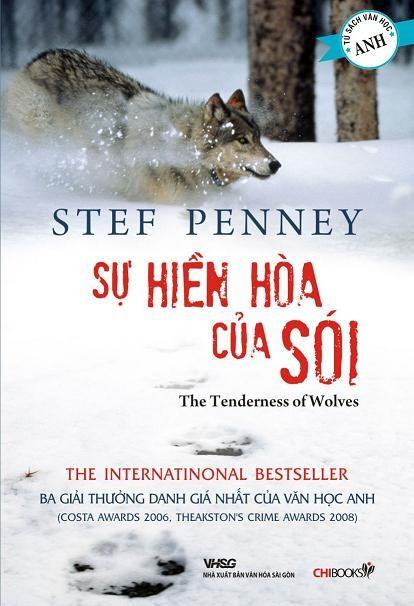 TỦ SÁCH VĂN HỌC
ANH
STEF PENNEY
SỰ HIỀN HÒA
CỦA SÓI
The Tenderness of Wolves
THE INTERNATINONAL BESTSELLER
BA GIẢI THƯỞNG DANH GIÁ NHẤT CỦA VĂN HỌC ANH
(COSTA AWARDS 2006, THEAKSTON'S CRIME AWARDS 2008)
VHSG
NHÀ XUẤT BẢN VĂN HÓA SÀI GÒN
CHIBOOKS